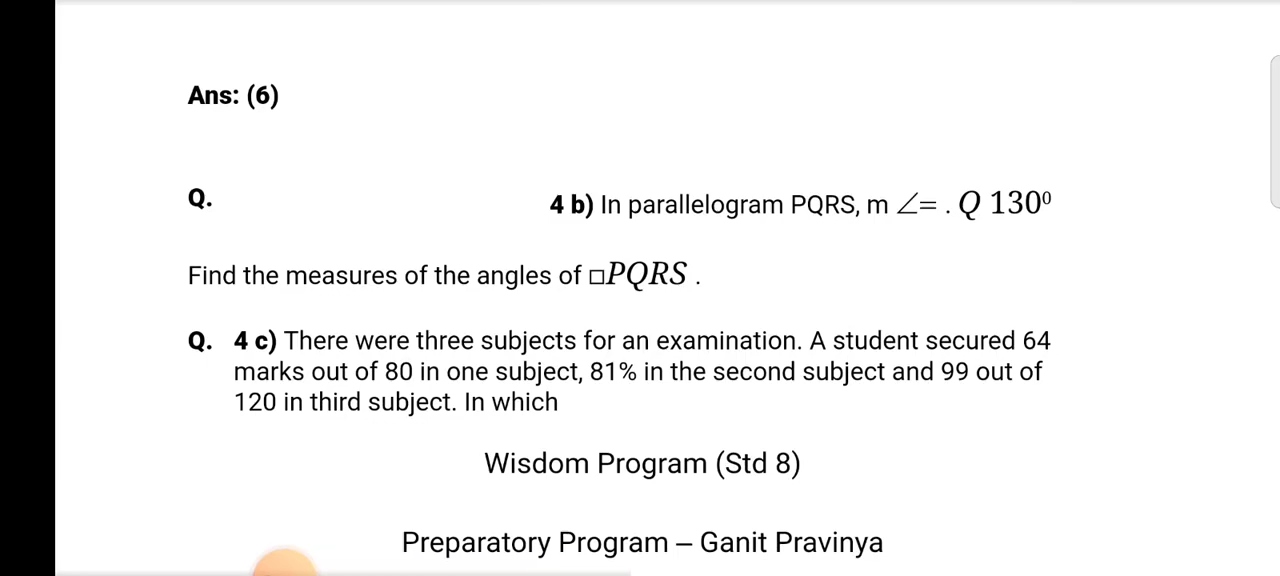 Ans: (6)
Q. 4 b) In parallelogram PQRS, m ∠= . Q 130⁰
Find the measures of the angles of □PQRS .
Q. 4 c) There were three subjects for an examination. A student secured 64
marks out of 80 in one subject, 81% in the second subject and 99 out of
120 in third subject. In which
Wisdom Program (Std 8)
Preparatory Program – Ganit Pravinya